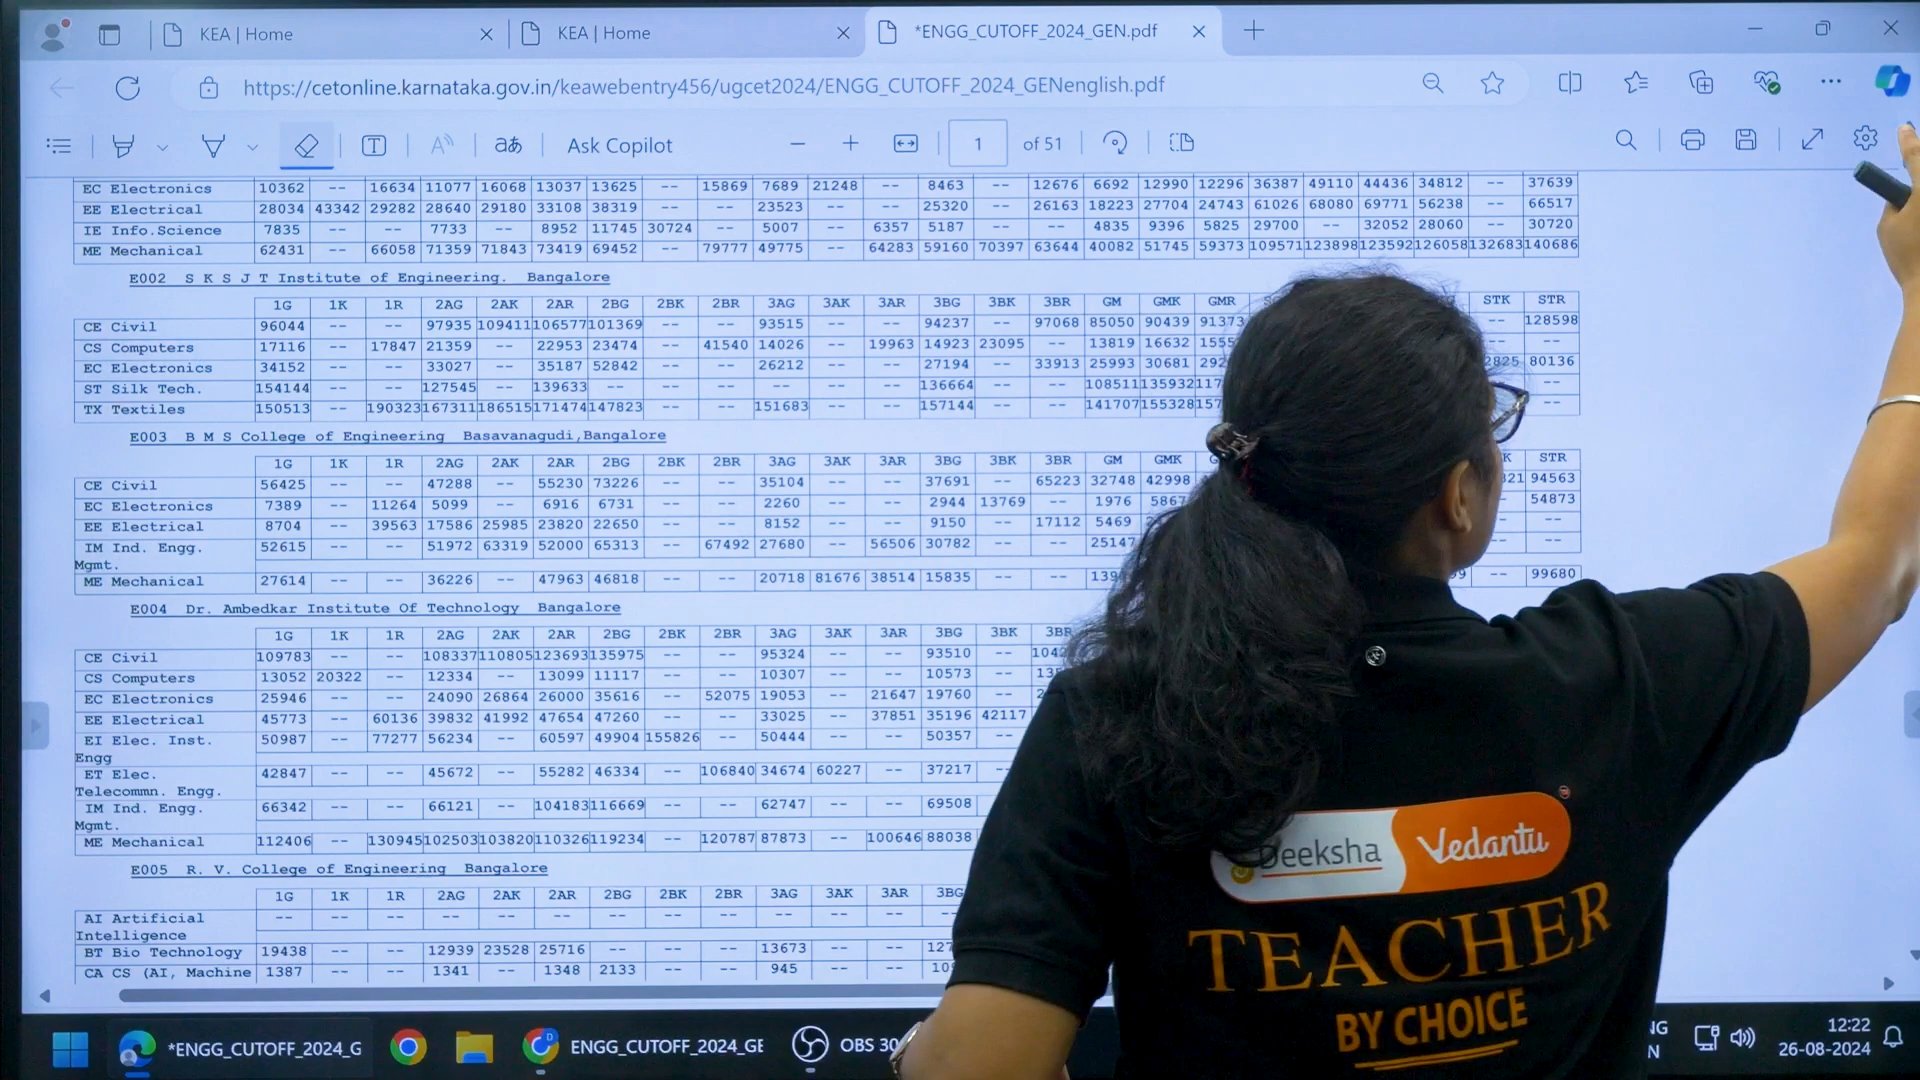 KEA | Home
KEA | Home
*ENGG_CUTOFF_2024_GEN.pdf
https://cetonline.karnataka.gov.in/keawebentry456/ugcet2024/ENGG_CUTOFF_2024_GENenglish.pdf
Ask Copilot
1 of 51
EC Electronics 10362 -- 16634 11077 16068 13037 13625 -- 15869 7689 21248 -- 8463 -- 12676 6692 12990 12296 36387 49110 44436 34812 -- 37639
EE Electrical 28034 43342 29282 28640 29180 33108 38319 -- -- 23523 -- 25320 -- 26163 18223 27704 24743 61026 68080 69771 56238 -- 66517
IE Info.Science 7835 -- -- 7733 -- 8952 11745 30724 -- 5007 -- 6357 5187 -- -- 4835 9396 5825 29700 -- 32052 28060 -- 30720
ME Mechanical 62431 -- 66058 71359 71843 73419 69452 -- 79777 49775 -- 64283 59160 70397 63644 40082 51745 59373 109571 123898 123592 126058 132683 140686
E002 S K S J T Institute of Engineering. Bangalore
1G 1K 1R 2AG 2AK 2AR 2BG 2BK 2BR 3AG 3AK 3AR 3BG 3BK 3BR GM GMK GMR STK STR
CE Civil 96044 -- -- 97935 109411 106577 101369 -- -- 93515 -- -- 94237 -- 97068 85050 90439 91373 -- 128598
CS Computers 17116 -- 17847 21359 -- 22953 23474 -- 41540 14026 -- 19963 14923 23095 -- 13819 16632 -- --
EC Electronics 34152 -- -- 33027 -- 35187 52842 -- -- 26212 -- -- 27194 -- 33913 25993 30681 80136
ST Silk Tech. 154144 -- -- 127545 -- 139633 -- -- -- -- -- -- 136664 -- -- 108511 135932 --
TX Textiles 150513 -- 190323 167311 186515 171474 147823 -- -- 151683 -- -- 157144 -- -- 141707 155328 --
E003 B M S College of Engineering Basavanagudi,Bangalore
1G 1K 1R 2AG 2AK 2AR 2BG 2BK 2BR 3AG 3AK 3AR 3BG 3BK 3BR GM GMK STR
CE Civil 56425 -- -- 47288 -- 55230 73226 -- -- 35104 -- -- 37691 -- 65223 32748 42998 94563
EC Electronics 7389 -- 11264 5099 -- 6916 6731 -- -- 2260 -- -- 2944 13769 -- 1976 5867 54873
EE Electrical 8704 -- 39563 17586 25985 23820 22650 -- -- 8152 -- -- 9150 -- 17112 5469 --
IM Ind. Engg. 52615 -- -- 51972 63319 52000 65313 -- 67492 27680 -- 56506 30782 -- -- 25147 --
Mgmt.
ME Mechanical 27614 -- -- 36226 -- 47963 46818 -- -- 20718 81676 38514 15835 -- -- -- 99680
E004 Dr. Ambedkar Institute Of Technology Bangalore
1G 1K 1R 2AG 2AK 2AR 2BG 2BK 2BR 3AG 3AK 3AR 3BG 3BK 3BR
CE Civil 109783 -- -- 108337 110805 123693 135975 -- -- 95324 -- -- 93510 --
CS Computers 13052 20322 -- 12334 -- 13099 11117 -- -- 10307 -- -- 10573 --
EC Electronics 25946 -- -- 24090 26864 26000 35616 -- 52075 19053 -- 21647 19760 --
EE Electrical 45773 -- 60136 39832 41992 47654 47260 -- -- 33025 -- 37851 35196 42117
EI Elec. Inst. 50987 -- 77277 56234 -- 60597 49904 155826 -- 50444 -- -- 50357 --
Engg
ET Elec. 42847 -- -- 45672 -- 55282 46334 -- 106840 34674 60227 -- 37217 --
Telecommn. Engg.
IM Ind. Engg. 66342 -- -- 66121 -- 104183 116669 -- -- 62747 -- -- 69508
Mgmt.
ME Mechanical 112406 -- 130945 102503 103820 110326 119234 -- 120787 87873 -- 100646 88038
E005 R. V. College of Engineering Bangalore
1G 1K 1R 2AG 2AK 2AR 2BG 2BK 2BR 3AG 3AK 3AR 3BG
AI Artificial -- -- -- -- -- -- -- -- -- -- -- -- --
Intelligence
BT Bio Technology 19438 -- -- 12939 23528 25716 -- -- -- 13673 -- --
CA CS (AI, Machine 1387 -- -- 1341 -- 1348 2133 -- -- 945 -- --
Deeksha Vedantu
TEACHER
BY CHOICE
*ENGG_CUTOFF_2024_G
ENGG_CUTOFF_2024_GE
OBS 30
12:22
26-08-2024